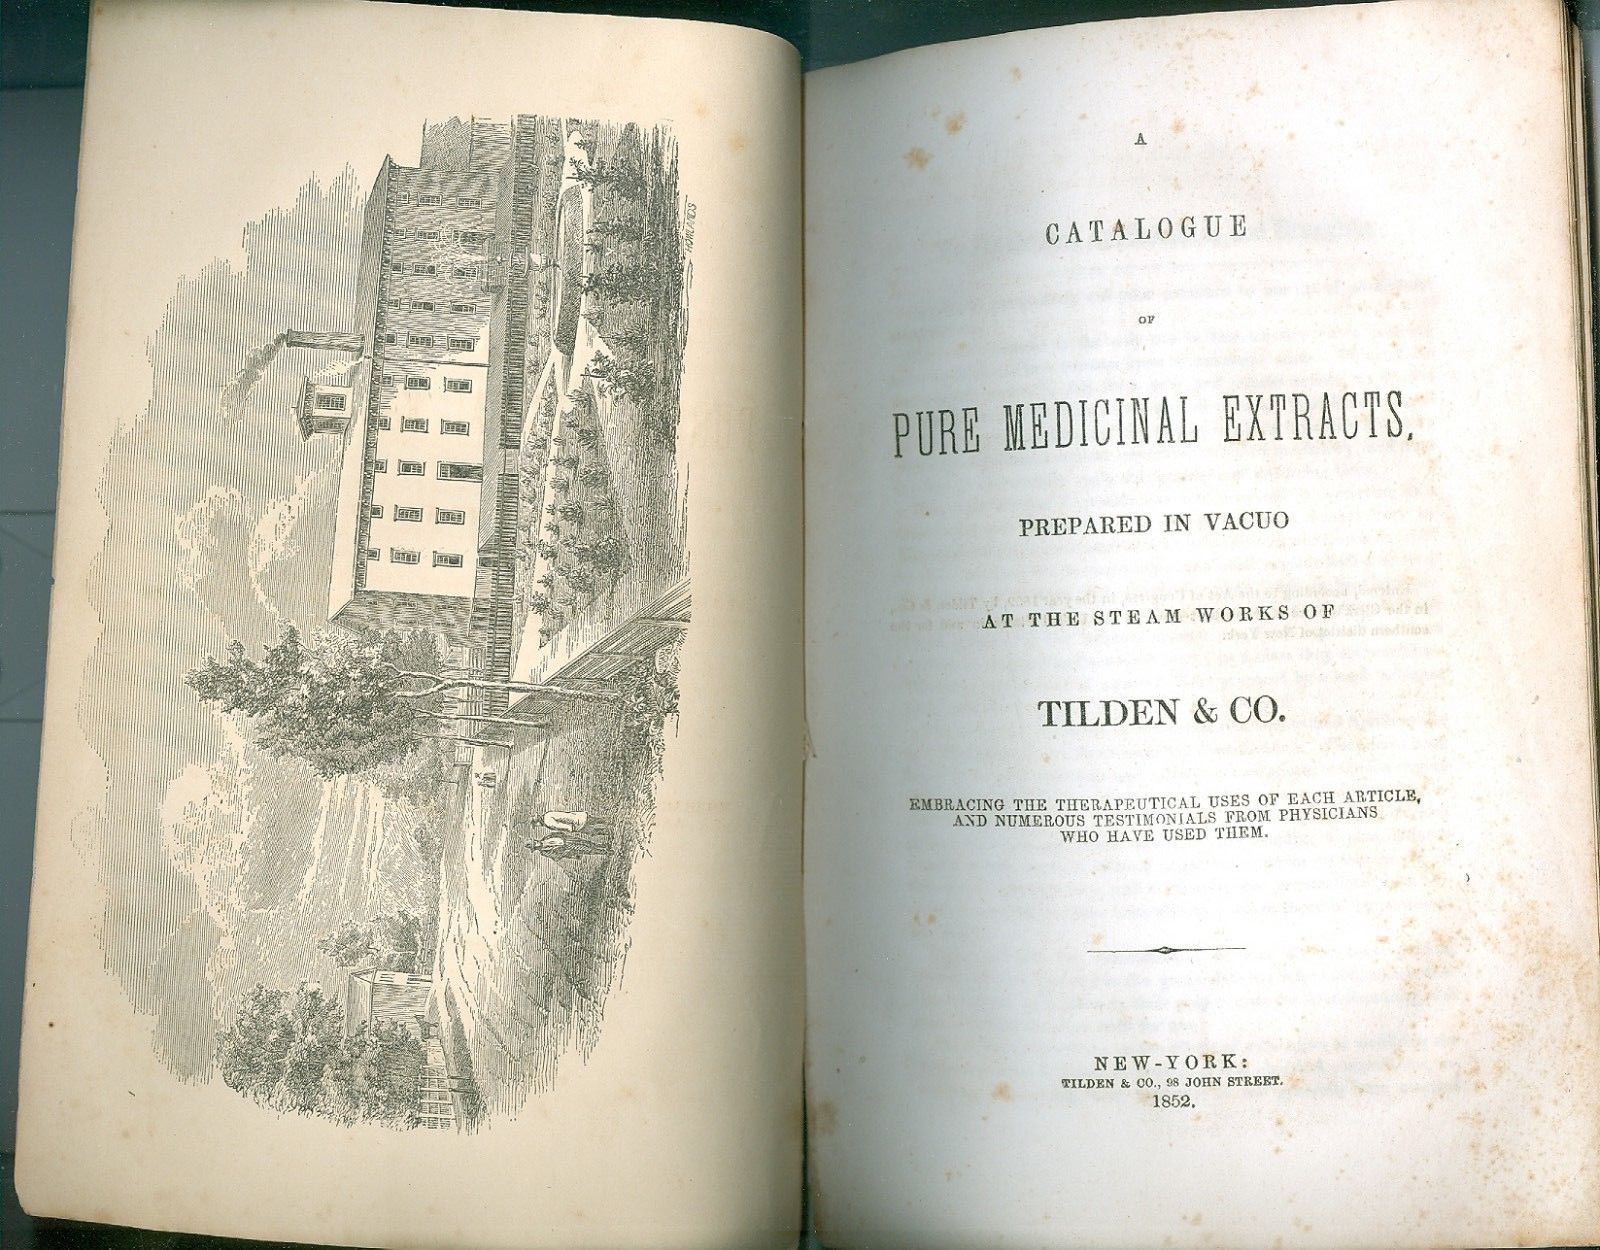 HOWLANDS
A
CATALOGUE
OF
PURE MEDICINAL EXTRACTS,
PREPARED IN VACUO
AT THE STEAM WORKS OF
TILDEN & CO.
EMBRACING THE THERAPEUTICAL USES OF EACH ARTICLE,
AND NUMEROUS TESTIMONIALS FROM PHYSICIANS
WHO HAVE USED THEM.
NEW-YORK:
TILDEN & CO., 98 JOHN STREET.
1852.